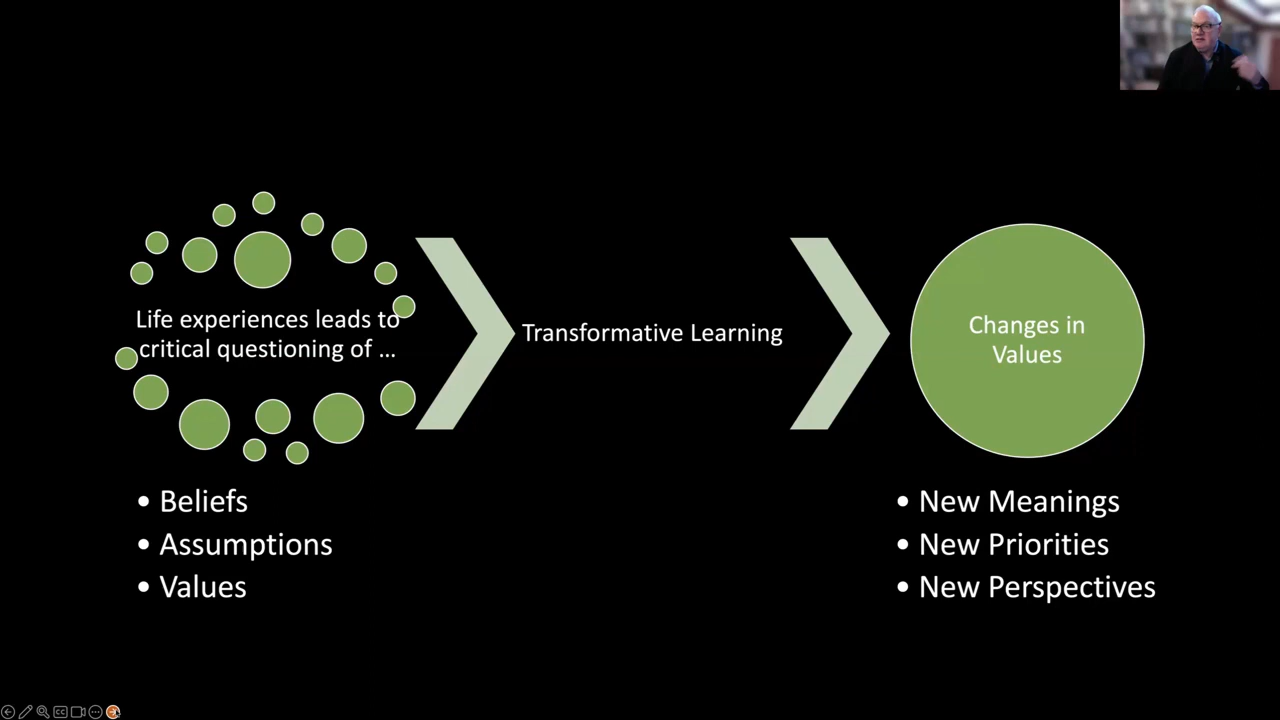 Life experiences leads to
critical questioning of ...
• Beliefs
• Assumptions
• Values
Transformative Learning
Changes in
Values
• New Meanings
• New Priorities
• New Perspectives
CC